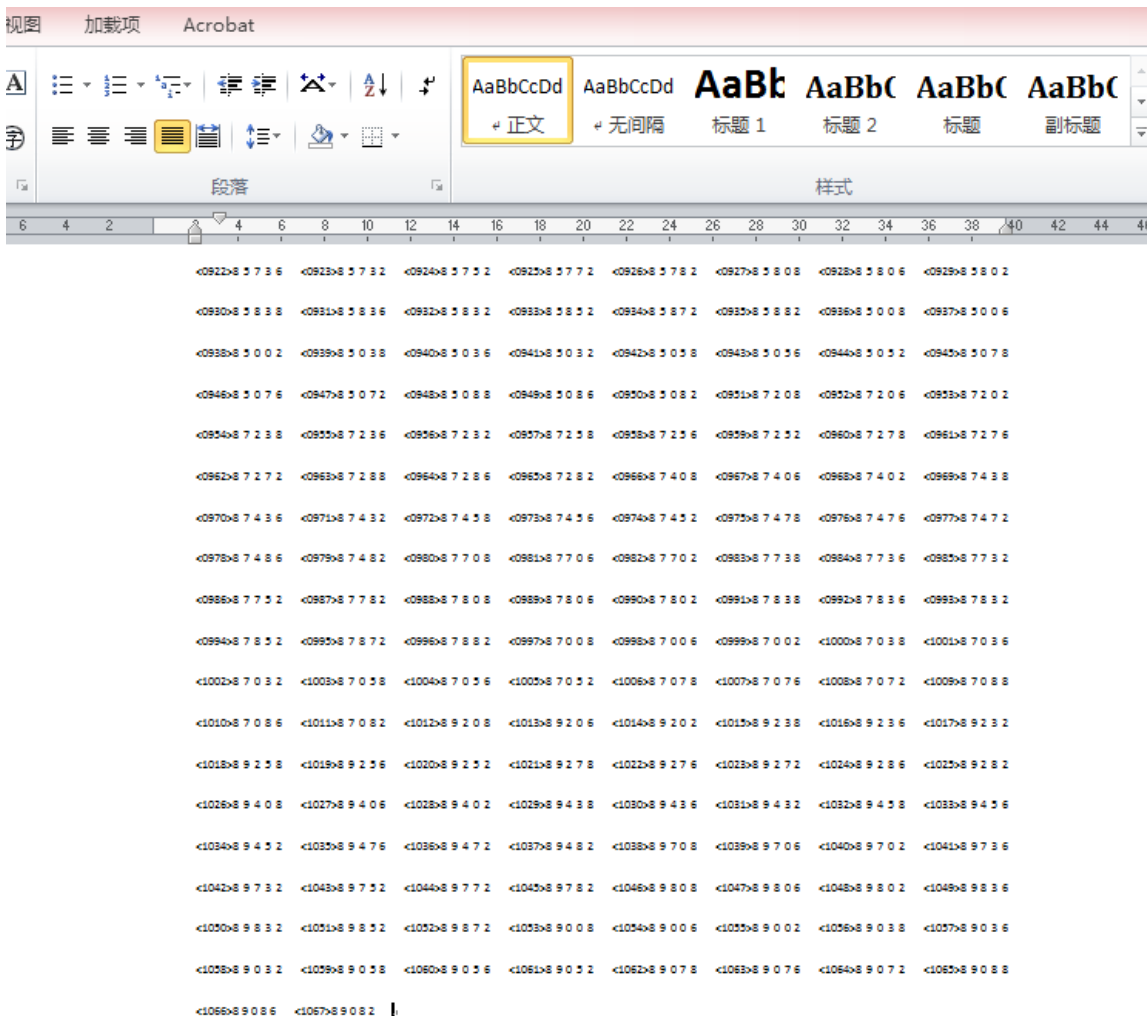 视图 加载项 Acrobat
AaBbCcDd AaBbCcDd AaBb AaBb( AaBb( AaBb(
↵ 正文 ↵ 无间隔 标题 1 标题 2 标题 副标题
段落 样式
6 4 2 2 4 6 8 10 12 14 16 18 20 22 24 26 28 30 32 34 36 38 40 42 44
<0922>8 5 7 3 6 <0923>8 5 7 3 2 <0924>8 5 7 5 2 <0925>8 5 7 7 2 <0926>8 5 7 8 2 <0927>8 5 8 0 8 <0928>8 5 8 0 6 <0929>8 5 8 0 2
<0930>8 5 8 3 8 <0931>8 5 8 3 6 <0932>8 5 8 3 2 <0933>8 5 8 5 2 <0934>8 5 8 7 2 <0935>8 5 8 8 2 <0936>8 5 0 0 8 <0937>8 5 0 0 6
<0938>8 5 0 0 2 <0939>8 5 0 3 8 <0940>8 5 0 3 6 <0941>8 5 0 3 2 <0942>8 5 0 5 8 <0943>8 5 0 5 6 <0944>8 5 0 5 2 <0945>8 5 0 7 8
<0946>8 5 0 7 6 <0947>8 5 0 7 2 <0948>8 5 0 8 8 <0949>8 5 0 8 6 <0950>8 5 0 8 2 <0951>8 7 2 0 8 <0952>8 7 2 0 6 <0953>8 7 2 0 2
<0954>8 7 2 3 8 <0955>8 7 2 3 6 <0956>8 7 2 3 2 <0957>8 7 2 5 8 <0958>8 7 2 5 6 <0959>8 7 2 5 2 <0960>8 7 2 7 8 <0961>8 7 2 7 6
<0962>8 7 2 7 2 <0963>8 7 2 8 8 <0964>8 7 2 8 6 <0965>8 7 2 8 2 <0966>8 7 4 0 8 <0967>8 7 4 0 6 <0968>8 7 4 0 2 <0969>8 7 4 3 8
<0970>8 7 4 3 6 <0971>8 7 4 3 2 <0972>8 7 4 5 8 <0973>8 7 4 5 6 <0974>8 7 4 5 2 <0975>8 7 4 7 8 <0976>8 7 4 7 6 <0977>8 7 4 7 2
<0978>8 7 4 8 6 <0979>8 7 4 8 2 <0980>8 7 7 0 8 <0981>8 7 7 0 6 <0982>8 7 7 0 2 <0983>8 7 7 3 8 <0984>8 7 7 3 6 <0985>8 7 7 3 2
<0986>8 7 7 5 2 <0987>8 7 7 8 2 <0988>8 7 8 0 8 <0989>8 7 8 0 6 <0990>8 7 8 0 2 <0991>8 7 8 3 8 <0992>8 7 8 3 6 <0993>8 7 8 3 2
<0994>8 7 8 5 2 <0995>8 7 8 7 2 <0996>8 7 8 8 2 <0997>8 7 0 0 8 <0998>8 7 0 0 6 <0999>8 7 0 0 2 <1000>8 7 0 3 8 <1001>8 7 0 3 6
<1002>8 7 0 3 2 <1003>8 7 0 5 8 <1004>8 7 0 5 6 <1005>8 7 0 5 2 <1006>8 7 0 7 8 <1007>8 7 0 7 6 <1008>8 7 0 7 2 <1009>8 7 0 8 8
<1010>8 7 0 8 6 <1011>8 7 0 8 2 <1012>8 9 2 0 8 <1013>8 9 2 0 6 <1014>8 9 2 0 2 <1015>8 9 2 3 8 <1016>8 9 2 3 6 <1017>8 9 2 3 2
<1018>8 9 2 5 8 <1019>8 9 2 5 6 <1020>8 9 2 5 2 <1021>8 9 2 7 8 <1022>8 9 2 7 6 <1023>8 9 2 7 2 <1024>8 9 2 8 6 <1025>8 9 2 8 2
<1026>8 9 4 0 8 <1027>8 9 4 0 6 <1028>8 9 4 0 2 <1029>8 9 4 3 8 <1030>8 9 4 3 6 <1031>8 9 4 3 2 <1032>8 9 4 5 8 <1033>8 9 4 5 6
<1034>8 9 4 5 2 <1035>8 9 4 7 6 <1036>8 9 4 7 2 <1037>8 9 4 8 2 <1038>8 9 7 0 8 <1039>8 9 7 0 6 <1040>8 9 7 0 2 <1041>8 9 7 3 6
<1042>8 9 7 3 2 <1043>8 9 7 5 2 <1044>8 9 7 7 2 <1045>8 9 7 8 2 <1046>8 9 8 0 8 <1047>8 9 8 0 6 <1048>8 9 8 0 2 <1049>8 9 8 3 6
<1050>8 9 8 3 2 <1051>8 9 8 5 2 <1052>8 9 8 7 2 <1053>8 9 0 0 8 <1054>8 9 0 0 6 <1055>8 9 0 0 2 <1056>8 9 0 3 8 <1057>8 9 0 3 6
<1058>8 9 0 3 2 <1059>8 9 0 5 8 <1060>8 9 0 5 6 <1061>8 9 0 5 2 <1062>8 9 0 7 8 <1063>8 9 0 7 6 <1064>8 9 0 7 2 <1065>8 9 0 8 8
<1066>8 9 0 8 6 <1067>8 9 0 8 2